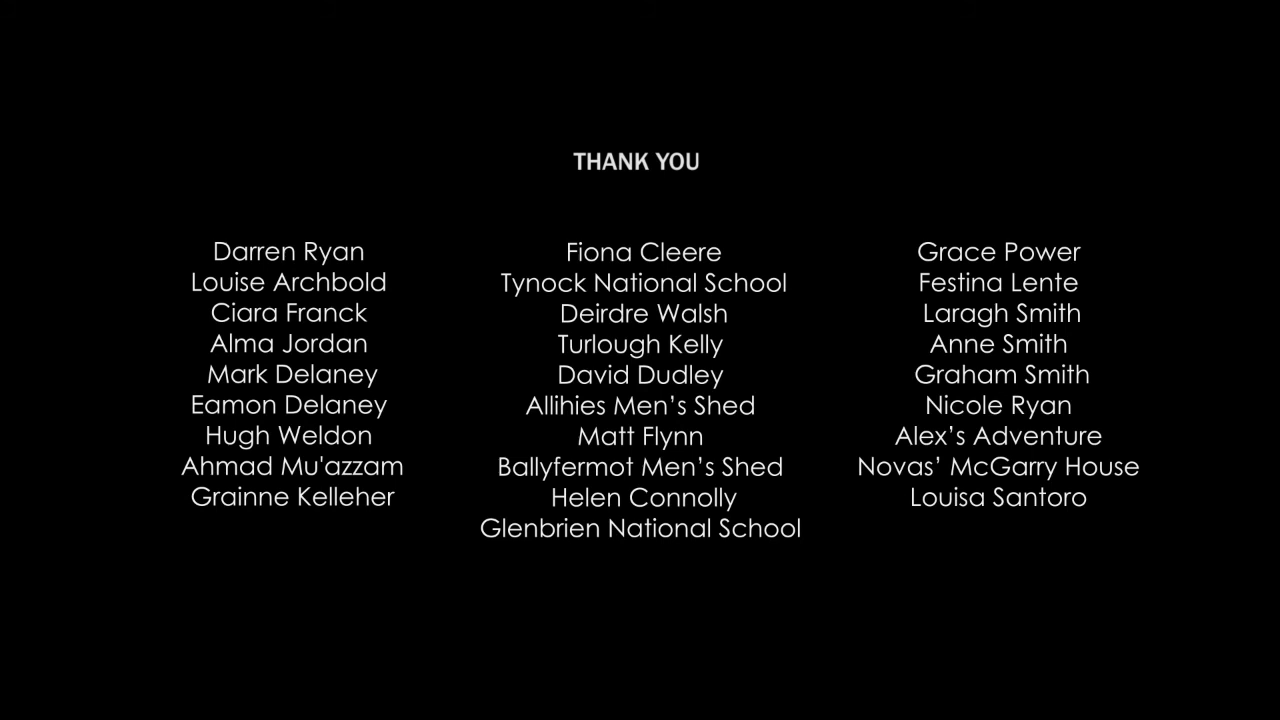 THANK YOU
Darren Ryan
Louise Archbold
Ciara Franck
Alma Jordan
Mark Delaney
Eamon Delaney
Hugh Weldon
Ahmad Mu'azzam
Grainne Kelleher
Fiona Cleere
Tynock National School
Deirdre Walsh
Turlough Kelly
David Dudley
Allihies Men’s Shed
Matt Flynn
Ballyfermot Men’s Shed
Helen Connolly
Glenbrien National School
Grace Power
Festina Lente
Laragh Smith
Anne Smith
Graham Smith
Nicole Ryan
Alex’s Adventure
Novas’ McGarry House
Louisa Santoro